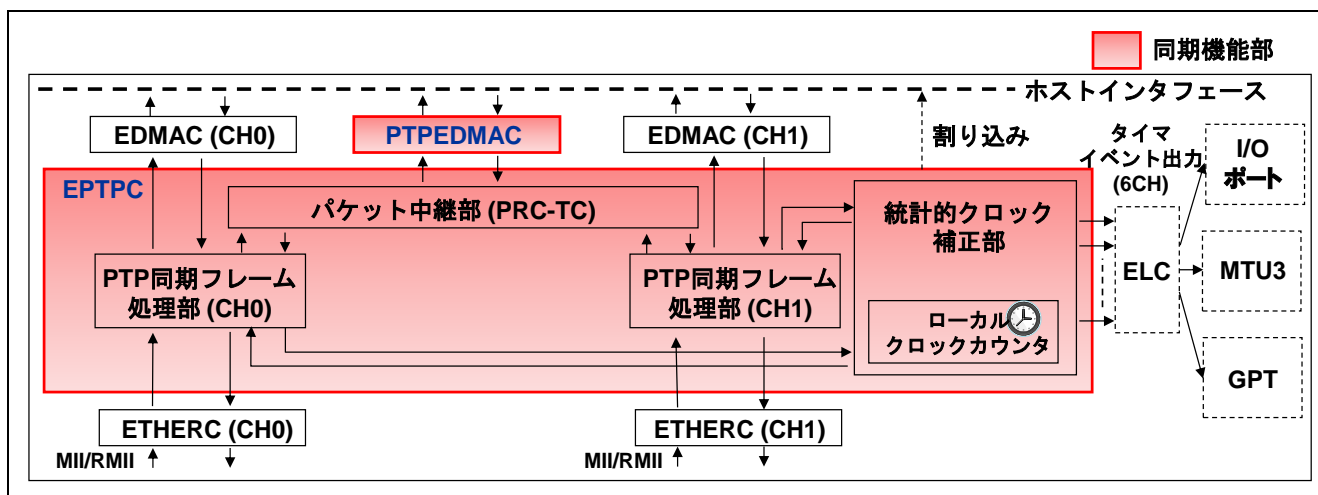 同期機能部
ホストインタフェース
EDMAC (CH0)
PTPEDMAC
EDMAC (CH1)
割り込み
タイマ
イベント出力
(6CH)
I/O
ポート
EPTPC
パケット中継部 (PRC-TC)
統計的クロック
補正部
PTP同期フレーム
処理部 (CH0)
PTP同期フレーム
処理部 (CH1)
ELC
MTU3
ローカル
クロックカウンタ
GPT
ETHERC (CH0)
ETHERC (CH1)
MII/RMII
MII/RMII